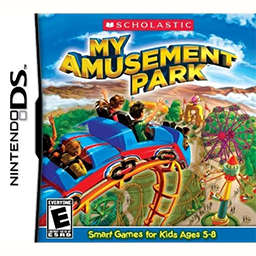 NINTENDO DS
SCHOLASTIC
MY
AMUSEMENT
PARK
EVERYONE
E
ESRB
Smart Games for Kids Ages 5-8